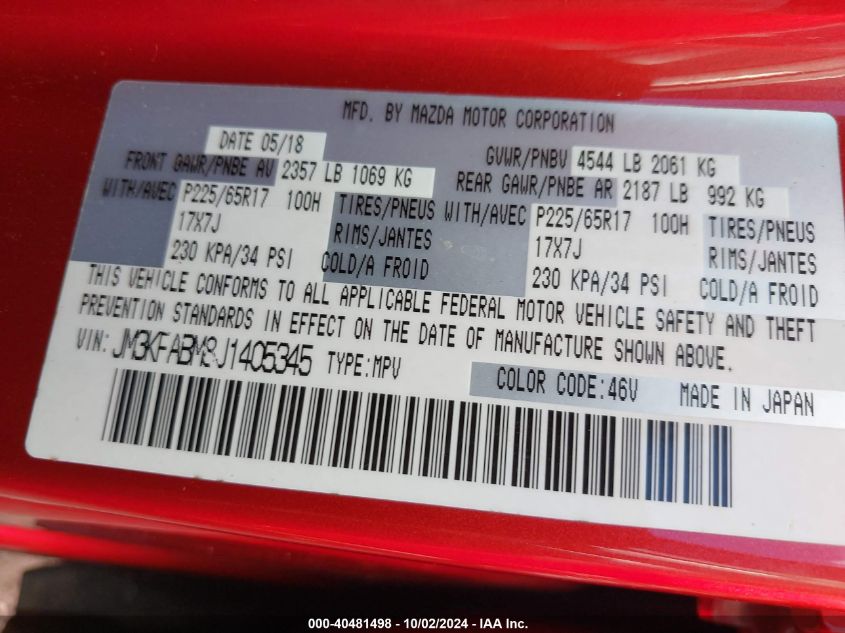 MFD. BY MAZDA MOTOR CORPORATION
DATE 05/18 GVWR/PNBV 4544 LB 2061 KG
FRONT GAWR/PNBE AV 2357 LB 1069 KG REAR GAWR/PNBE AR 2187 LB 992 KG
WITH/AVEC P225/65R17 100H TIRES/PNEUS WITH/AVEC P225/65R17 100H TIRES/PNEUS
17X7J RIMS/JANTES 17X7J RIMS/JANTES
230 KPA/34 PSI COLD/A FROID 230 KPA/34 PSI COLD/A FROID
THIS VEHICLE CONFORMS TO ALL APPLICABLE FEDERAL MOTOR VEHICLE SAFETY AND THEFT
PREVENTION STANDARDS IN EFFECT ON THE DATE OF MANUFACTURE SHOWN ABOVE.
VIN: JM3KFABM8J1405345 TYPE:MPV
COLOR CODE:46V MADE IN JAPAN
000-40481498 - 10/02/2024 - IAA Inc.